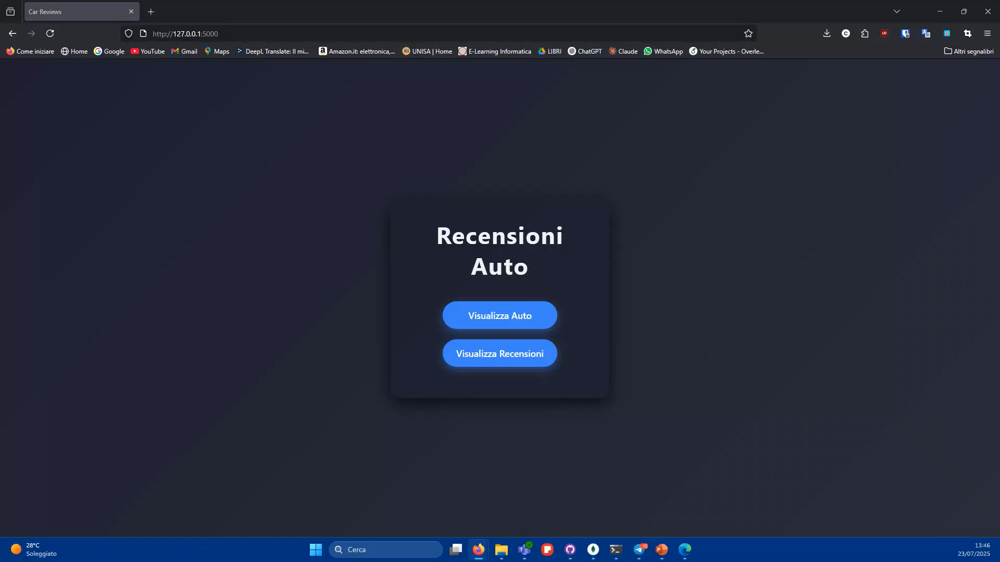 Car Reviews
http://127.0.0.1:5000
Come iniziare Home Google YouTube Gmail Maps DeepL Translate: Il mi... Amazon.it: elettronica,... UNISA | Home E-Learning Informatica LIBRI ChatGPT Claude WhatsApp Your Projects - Overle... Altri segnalibri
Recensioni
Auto
Visualizza Auto
Visualizza Recensioni
28°C
Soleggiato
Cerca
13:46
23/07/2025